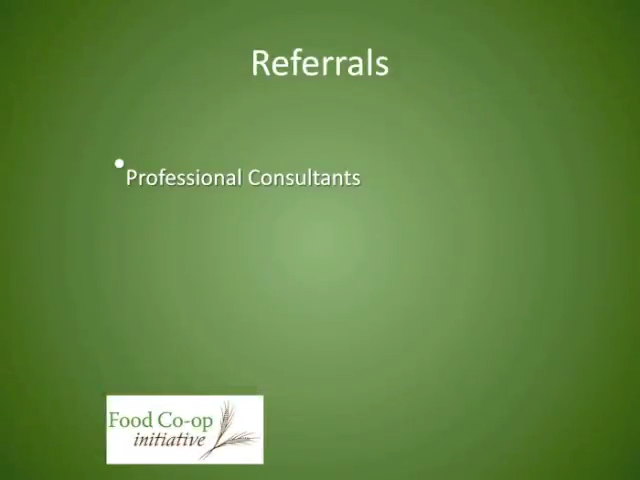 Referrals
• Professional Consultants
Food Co-op
initiative